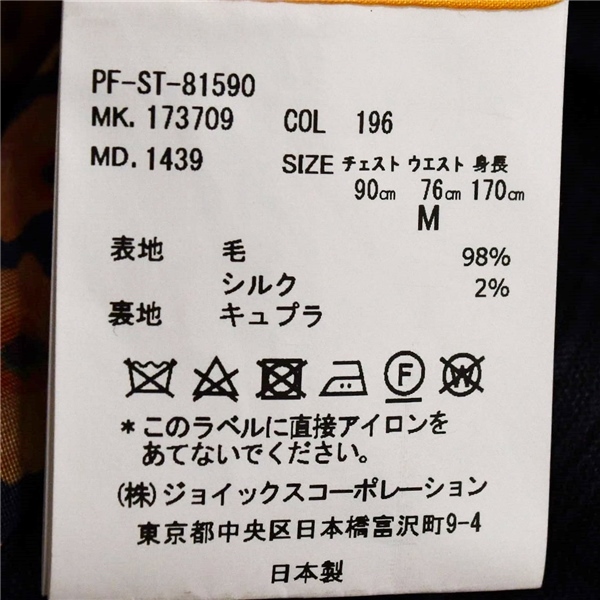 PF-ST-81590
MK. 173709 COL 196
MD. 1439 SIZE チェスト ウエスト 身長
90cm 76cm 170cm
M
表地 毛 98%
シルク 2%
裏地 キュプラ
F W
*このラベルに直接アイロンを
あてないでください。
(株)ジョイックスコーポレーション
東京都中央区日本橋富沢町9-4
日本製